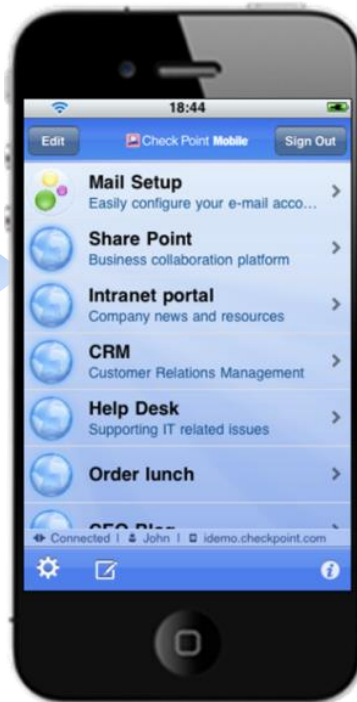 18:44
Edit
Check Point Mobile
Sign Out
Mail Setup
Easily configure your e-mail acco...
Share Point
Business collaboration platform
Intranet portal
Company news and resources
CRM
Customer Relations Management
Help Desk
Supporting IT related issues
Order lunch
Connected | John | idemo.checkpoint.com